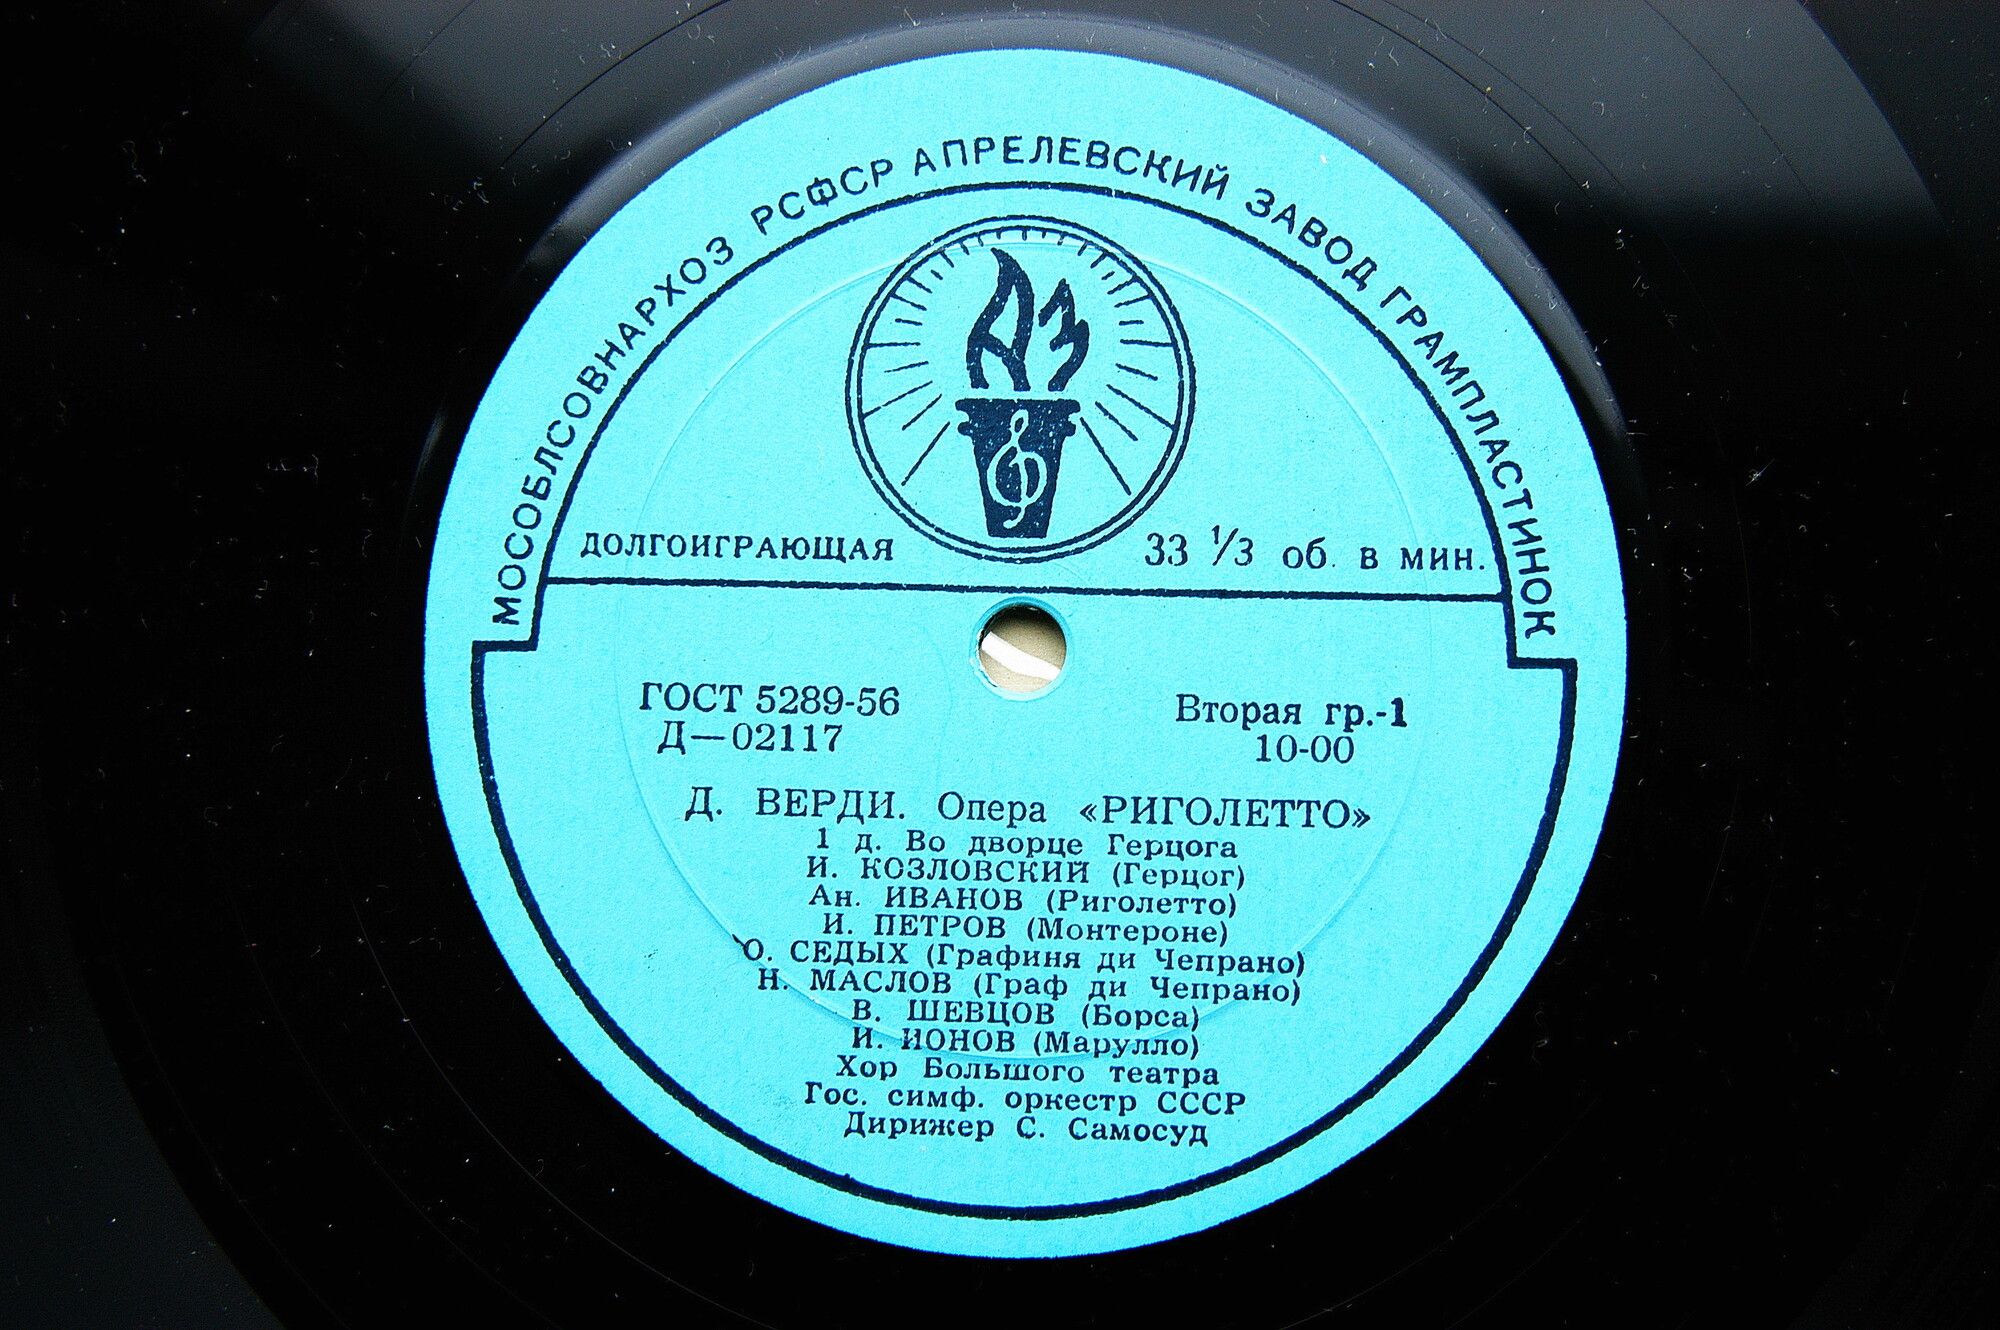 МОСОБЛСОВНАРХОЗ РСФСР АПРЕЛЕВСКИЙ ЗАВОД ГРАМПЛАСТИНОК
АЗ
ДОЛГОИГРАЮЩАЯ 33 1/3 об. в мин.
ГОСТ 5289-56 Вторая гр.-1
Д—02117 10-00
Д. ВЕРДИ. Опера «РИГОЛЕТТО»
1 д. Во дворце Герцога
И. КОЗЛОВСКИЙ (Герцог)
Ан. ИВАНОВ (Риголетто)
И. ПЕТРОВ (Монтероне)
О. СЕДЫХ (Графиня ди Чепрано)
Н. МАСЛОВ (Граф ди Чепрано)
В. ШЕВЦОВ (Борса)
И. ИОНОВ (Марулло)
Хор Большого театра
Гос. симф. оркестр СССР
Дирижер С. Самосуд